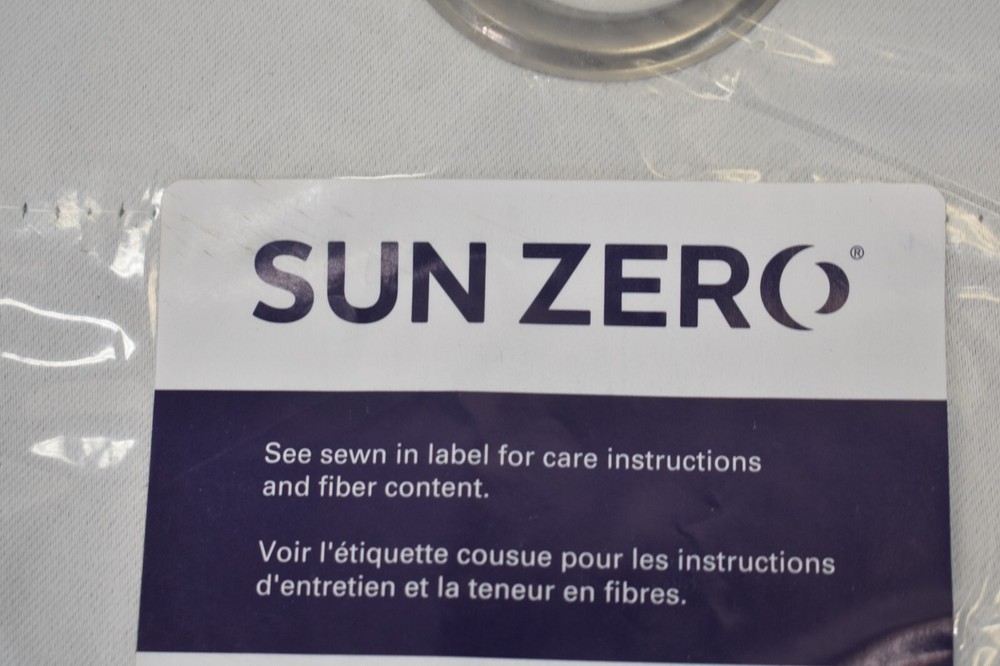 SUN ZERO®
See sewn in label for care instructions
and fiber content.
Voir l'étiquette cousue pour les instructions
d'entretien et la teneur en fibres.